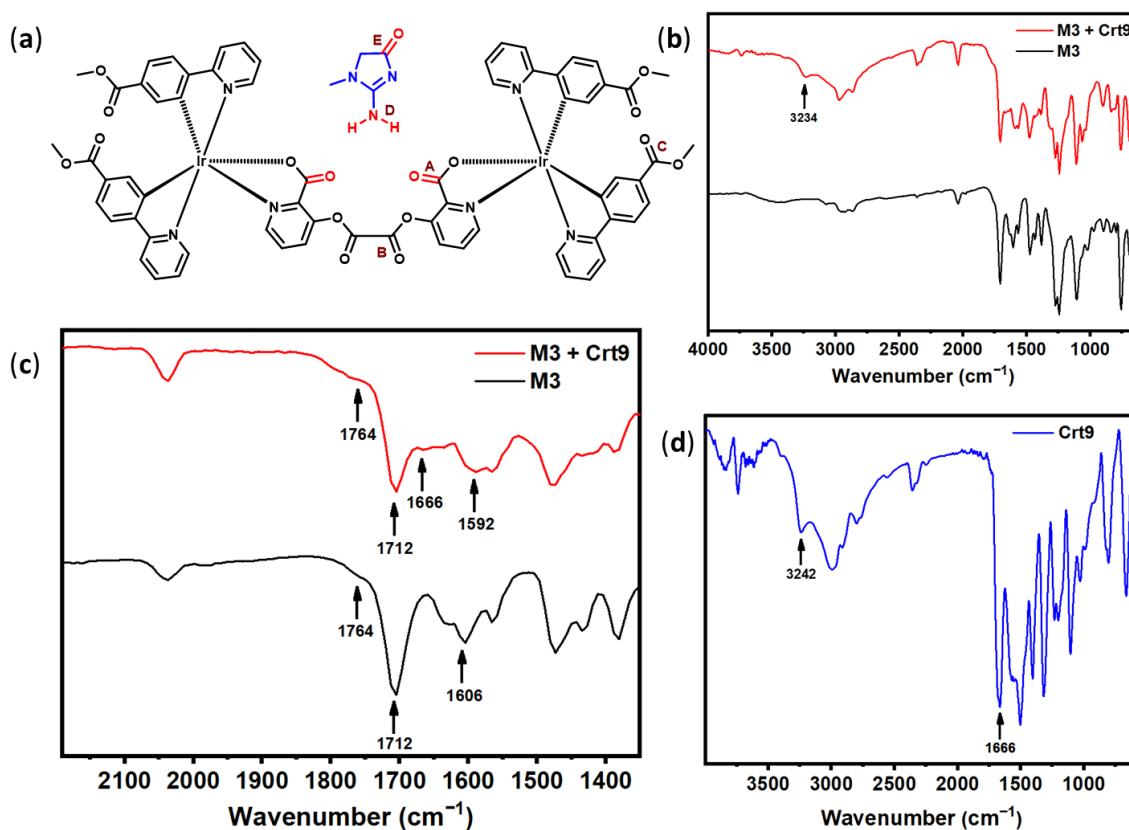 (a)
E
O
N
N
D
N
H
H
O
O
N
Ir
O
O
N
O
O
N
O
O
O
O
B
O
A
O
O
N
Ir
N
N
O
O
C
O
O
(b)
M3 + Crt9
M3
3234
4000 3500 3000 2500 2000 1500 1000
Wavenumber (cm⁻¹)
(c)
M3 + Crt9
M3
1764
1666
1592
1712
1764
1606
1712
2100 2000 1900 1800 1700 1600 1500 1400
Wavenumber (cm⁻¹)
(d)
Crt9
3242
1666
3500 3000 2500 2000 1500 1000
Wavenumber (cm⁻¹)